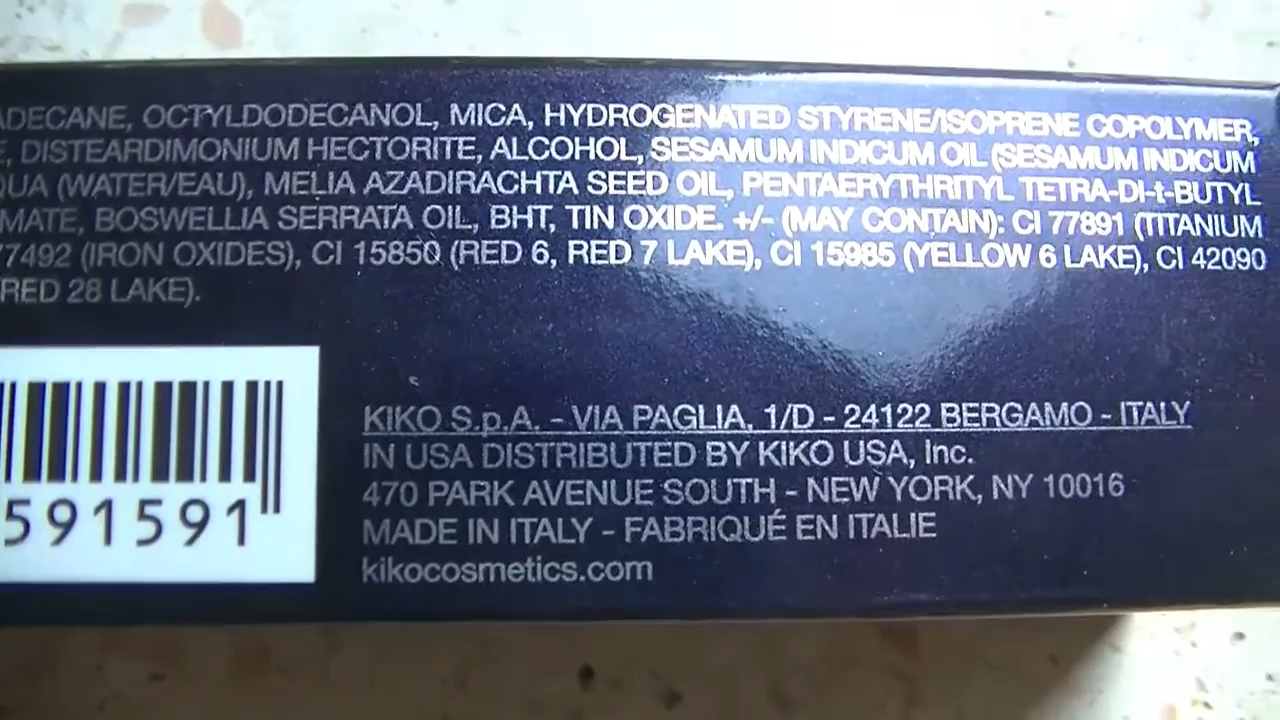 ADECANE, OCTYLDODECANOL, MICA, HYDROGENATED STYRENE/ISOPRENE COPOLYMER,
E, DISTEARDIMONIUM HECTORITE, ALCOHOL, SESAMUM INDICUM OIL (SESAMUM INDICUM
QUA (WATER/EAU), MELIA AZADIRACHTA SEED OIL, PENTAERYTHRITYL TETRA-DI-t-BUTYL
MATE, BOSWELLIA SERRATA OIL, BHT, TIN OXIDE. +/- (MAY CONTAIN): CI 77891 (TITANIUM
77492 (IRON OXIDES), CI 15850 (RED 6, RED 7 LAKE), CI 15985 (YELLOW 6 LAKE), CI 42090
RED 28 LAKE).
591591
KIKO S.p.A. - VIA PAGLIA, 1/D - 24122 BERGAMO - ITALY
IN USA DISTRIBUTED BY KIKO USA, Inc.
470 PARK AVENUE SOUTH - NEW YORK, NY 10016
MADE IN ITALY - FABRIQUÉ EN ITALIE
kikocosmetics.com